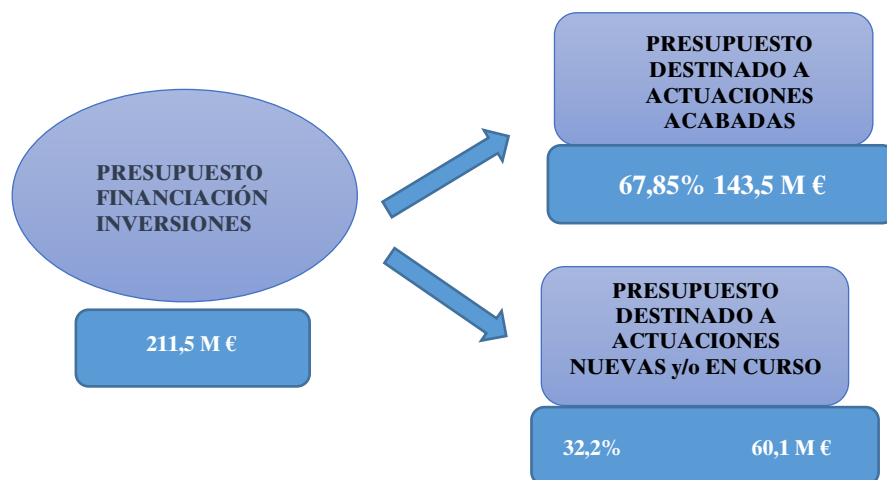 PRESUPUESTO
FINANCIACIÓN
INVERSIONES
211,5 M €
PRESUPUESTO
DESTINADO A
ACTUACIONES
ACABADAS
67,85% 143,5 M €
PRESUPUESTO
DESTINADO A
ACTUACIONES
NUEVAS y/o EN CURSO
32,2% 60,1 M €